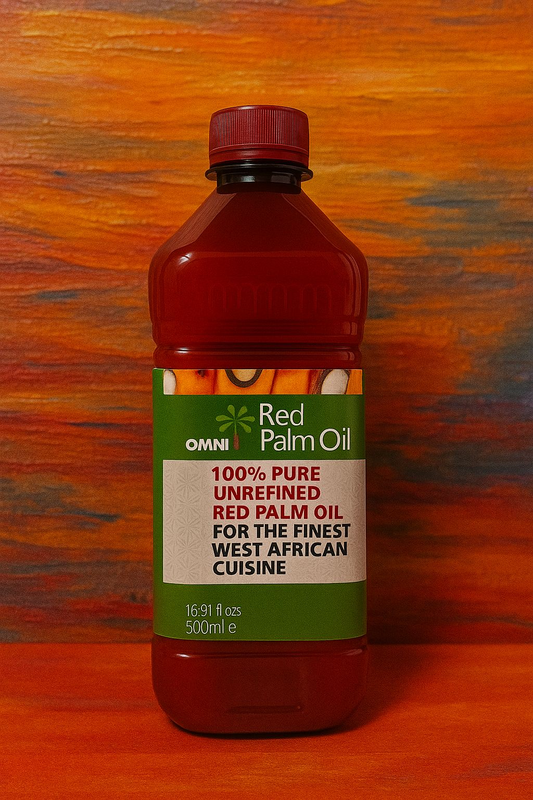 OMNI
Red
Palm Oil
100% PURE
UNREFINED
RED PALM OIL
FOR THE FINEST
WEST AFRICAN
CUISINE
16:91 fl ozs
500ml e